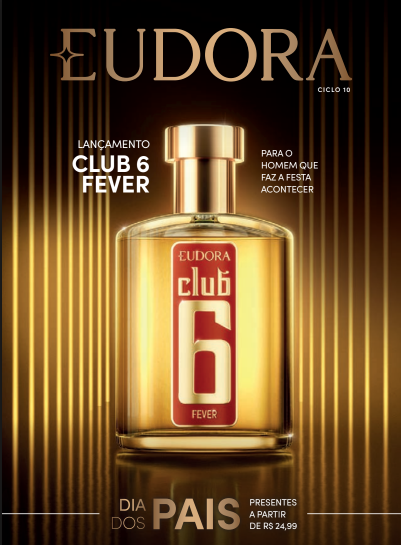 EUDORA
CICLO 10
LANÇAMENTO
CLUB 6
FEVER
PARA O
HOMEM QUE
FAZ A FESTA
ACONTECER
EUDORA
club
6
FEVER
DIA
DOS
PAIS
PRESENTES
A PARTIR
DE R$ 24,99